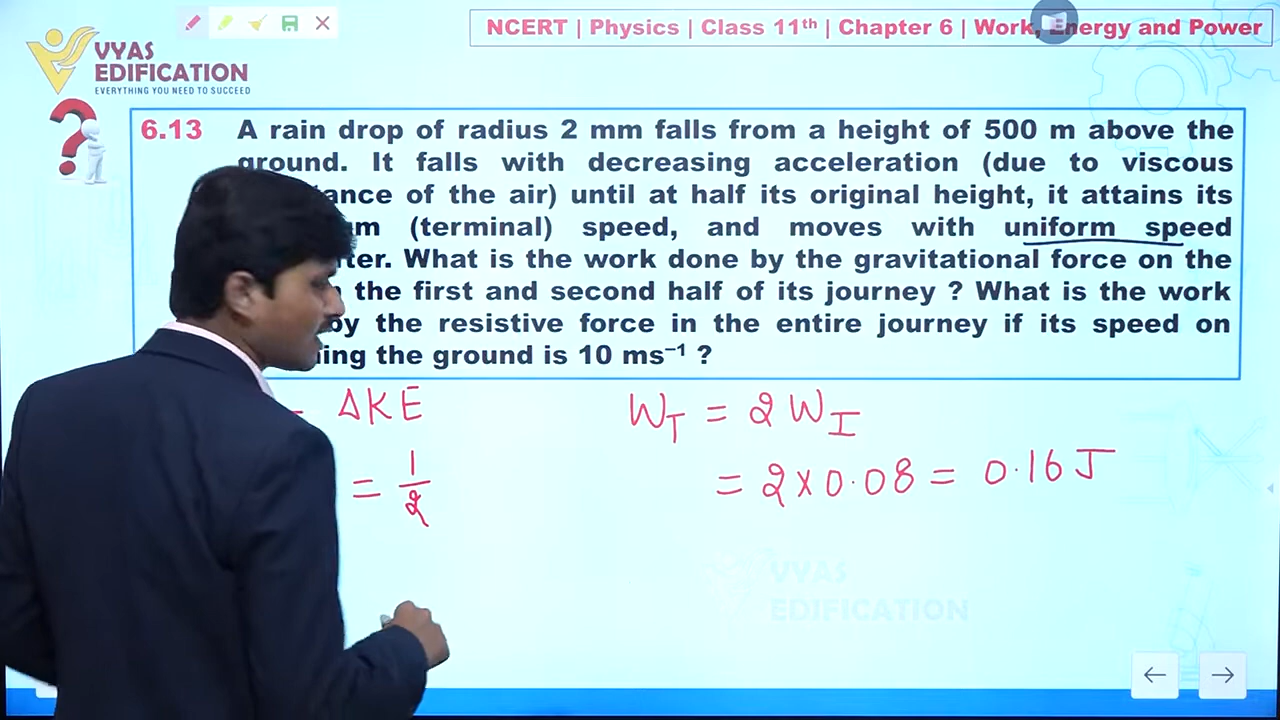 NCERT | Physics | Class 11th | Chapter 6 | Work, Energy and Power
VYAS
EDIFICATION
EVERYTHING YOU NEED TO SUCCEED
6.13 A rain drop of radius 2 mm falls from a height of 500 m above the
ground. It falls with decreasing acceleration (due to viscous
of the air) until at half its original height, it attains its
(terminal) speed, and moves with uniform speed
What is the work done by the gravitational force on the
the first and second half of its journey ? What is the work
by the resistive force in the entire journey if its speed on
the ground is 10 ms⁻¹ ?
ΔKE
W_T = 2 W_I
= 1/2
= 2×0.08 = 0.16 J
VYAS
EDIFICATION